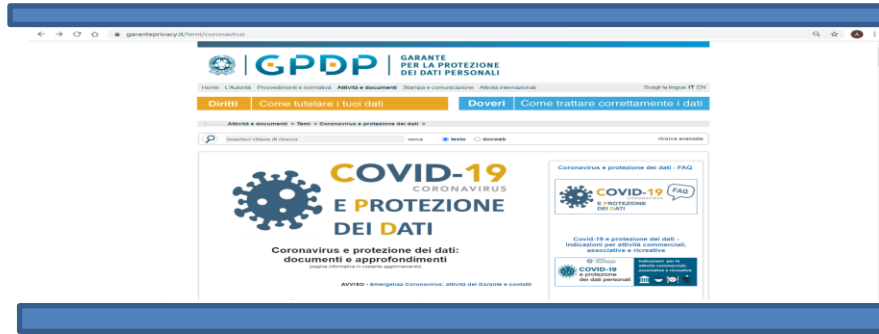 garanteprivacy.it/temi/coronavirus
GPDP
GARANTE
PER LA PROTEZIONE
DEI DATI PERSONALI
Home L'Autorità Provvedimenti e normativa Attività e documenti Stampa e comunicazione Attività internazionali Scegli la lingua IT EN
Diritti Come tutelare i tuoi dati Doveri Come trattare correttamente i dati
Attività e documenti > Temi > Coronavirus e protezione dei dati >
Inserisci chiave di ricerca cerca testo docweb ricerca avanzata
COVID-19
CORONAVIRUS
E PROTEZIONE
DEI DATI
Coronavirus e protezione dei dati:
documenti e approfondimenti
(pagina informativa in costante aggiornamento)
AVVISO - Emergenza Coronavirus: attività del Garante e contatti
Coronavirus e protezione dei dati - FAQ
COVID-19 FAQ
CORONAVIRUS
E PROTEZIONE
DEI DATI
Covid-19 e protezione dei dati -
Indicazioni per attività commerciali,
associative e ricreative
COVID-19
e protezione
dei dati personali
Indicazioni per le
attività commerciali,
associative e ricreative